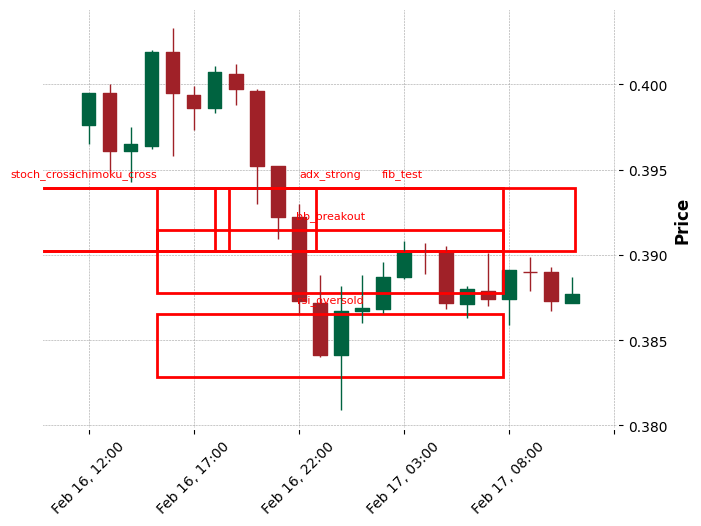 0.400
0.395
stoch_cross
ichimoku_cross
adx_strong
fib_test
bb_breakout
0.390
rsi_oversold
0.385
0.380
Price
Feb 16, 12:00
Feb 16, 17:00
Feb 16, 22:00
Feb 17, 03:00
Feb 17, 08:00